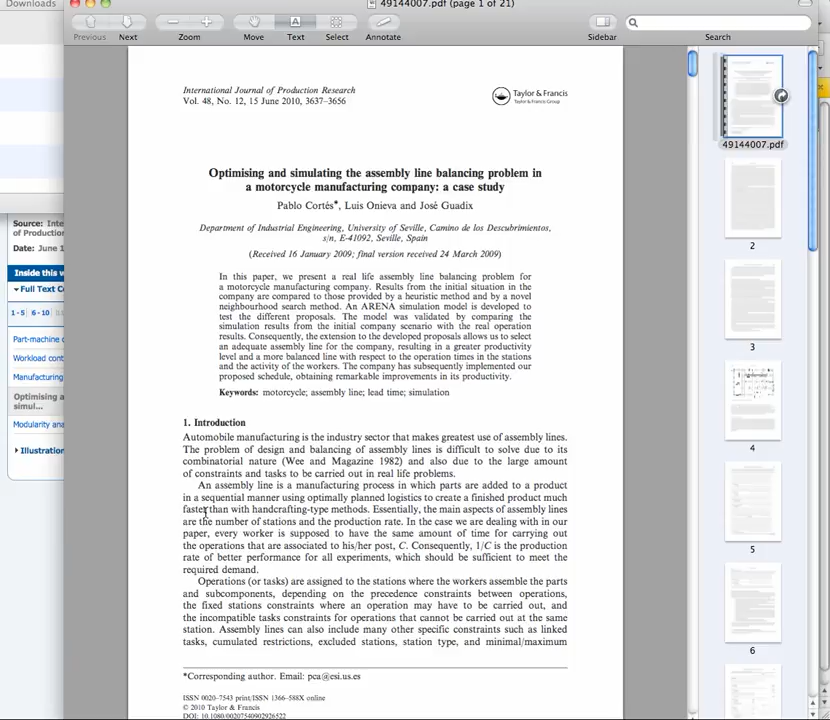 Downloads
49144007.pdf (page 1 of 21)
Previous Next Zoom Move Text Select Annotate Sidebar Search
International Journal of Production Research
Vol. 48, No. 12, 15 June 2010, 3637–3656
Taylor & Francis
Taylor & Francis Group
Optimising and simulating the assembly line balancing problem in
a motorcycle manufacturing company: a case study
Pablo Cortés*, Luis Onieva and José Guadix
Department of Industrial Engineering, University of Seville, Camino de los Descubrimientos,
s/n, E-41092, Seville, Spain
(Received 16 January 2009; final version received 24 March 2009)
In this paper, we present a real life assembly line balancing problem for
a motorcycle manufacturing company. Results from the initial situation in the
company are compared to those provided by a heuristic method and by a novel
neighbourhood search method. An ARENA simulation model is developed to
test the different proposals. The model was validated by comparing the
simulation results from the initial company scenario with the real operation
results. Consequently, the extension to the developed proposals allows us to select
an adequate assembly line for the company, resulting in a greater productivity
level and a more balanced line with respect to the operation times in the stations
and the activity of the workers. The company has subsequently implemented our
proposed schedule, obtaining remarkable improvements in its productivity.
Keywords: motorcycle; assembly line; lead time; simulation
1. Introduction
Automobile manufacturing is the industry sector that makes greatest use of assembly lines.
The problem of design and balancing of assembly lines is difficult to solve due to its
combinatorial nature (Wee and Magazine 1982) and also due to the large amount
of constraints and tasks to be carried out in real life problems.
An assembly line is a manufacturing process in which parts are added to a product
in a sequential manner using optimally planned logistics to create a finished product much
faster than with handcrafting-type methods. Essentially, the main aspects of assembly lines
are the number of stations and the production rate. In the case we are dealing with in our
paper, every worker is supposed to have the same amount of time for carrying out
the operations that are associated to his/her post, C. Consequently, 1/C is the production
rate of better performance for all experiments, which should be sufficient to meet the
required demand.
Operations (or tasks) are assigned to the stations where the workers assemble the parts
and subcomponents, depending on the precedence constraints between operations,
the fixed stations constraints where an operation may have to be carried out, and
the incompatible tasks constraints for operations that cannot be carried out at the same
station. Assembly lines can also include many other specific constraints such as linked
tasks, cumulated restrictions, excluded stations, station type, and minimal/maximum
*Corresponding author. Email: pca@esi.us.es
ISSN 0020–7543 print/ISSN 1366–588X online
© 2010 Taylor & Francis
DOI: 10.1080/00207540902926522
Source: Inte
of Production
Date: June 1
Inside this w
Full Text Co
1 - 5 6 - 10
Part-machine c
Workload cont
Manufacturing
Optimising a
simul...
Modularity ana
Illustration
49144007.pdf
2
3
4
5
6